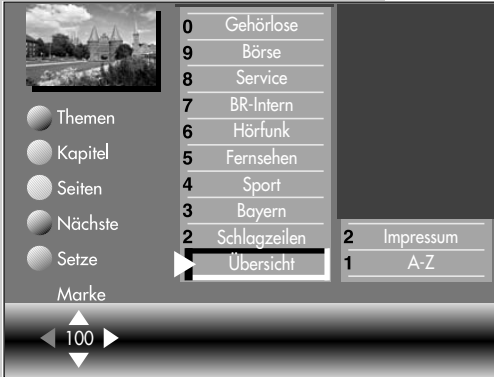 0 Gehörlose
9 Börse
8 Service
7 BR-Intern
6 Hörfunk
5 Fernsehen
4 Sport
3 Bayern
2 Schlagzeilen
Übersicht
2 Impressum
1 A-Z
Themen
Kapitel
Seiten
Nächste
Setze
Marke
100